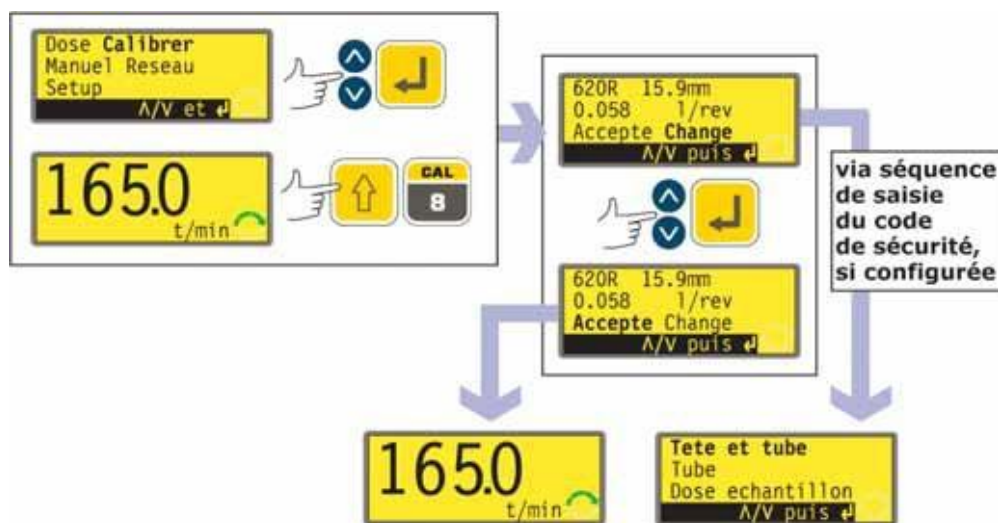 Dose Calibrer
Manuel Reseau
Setup
Λ/V et ↲
165.0
t/min
CAL
8
620R 15.9mm
0.058 l/rev
Accepte Change
Λ/V puis ↲
620R 15.9mm
0.058 l/rev
Accepte Change
Λ/V puis ↲
via séquence
de saisie
du code
de sécurité,
si configurée
165.0
t/min
Tete et tube
Tube
Dose echantillon
Λ/V puis ↲